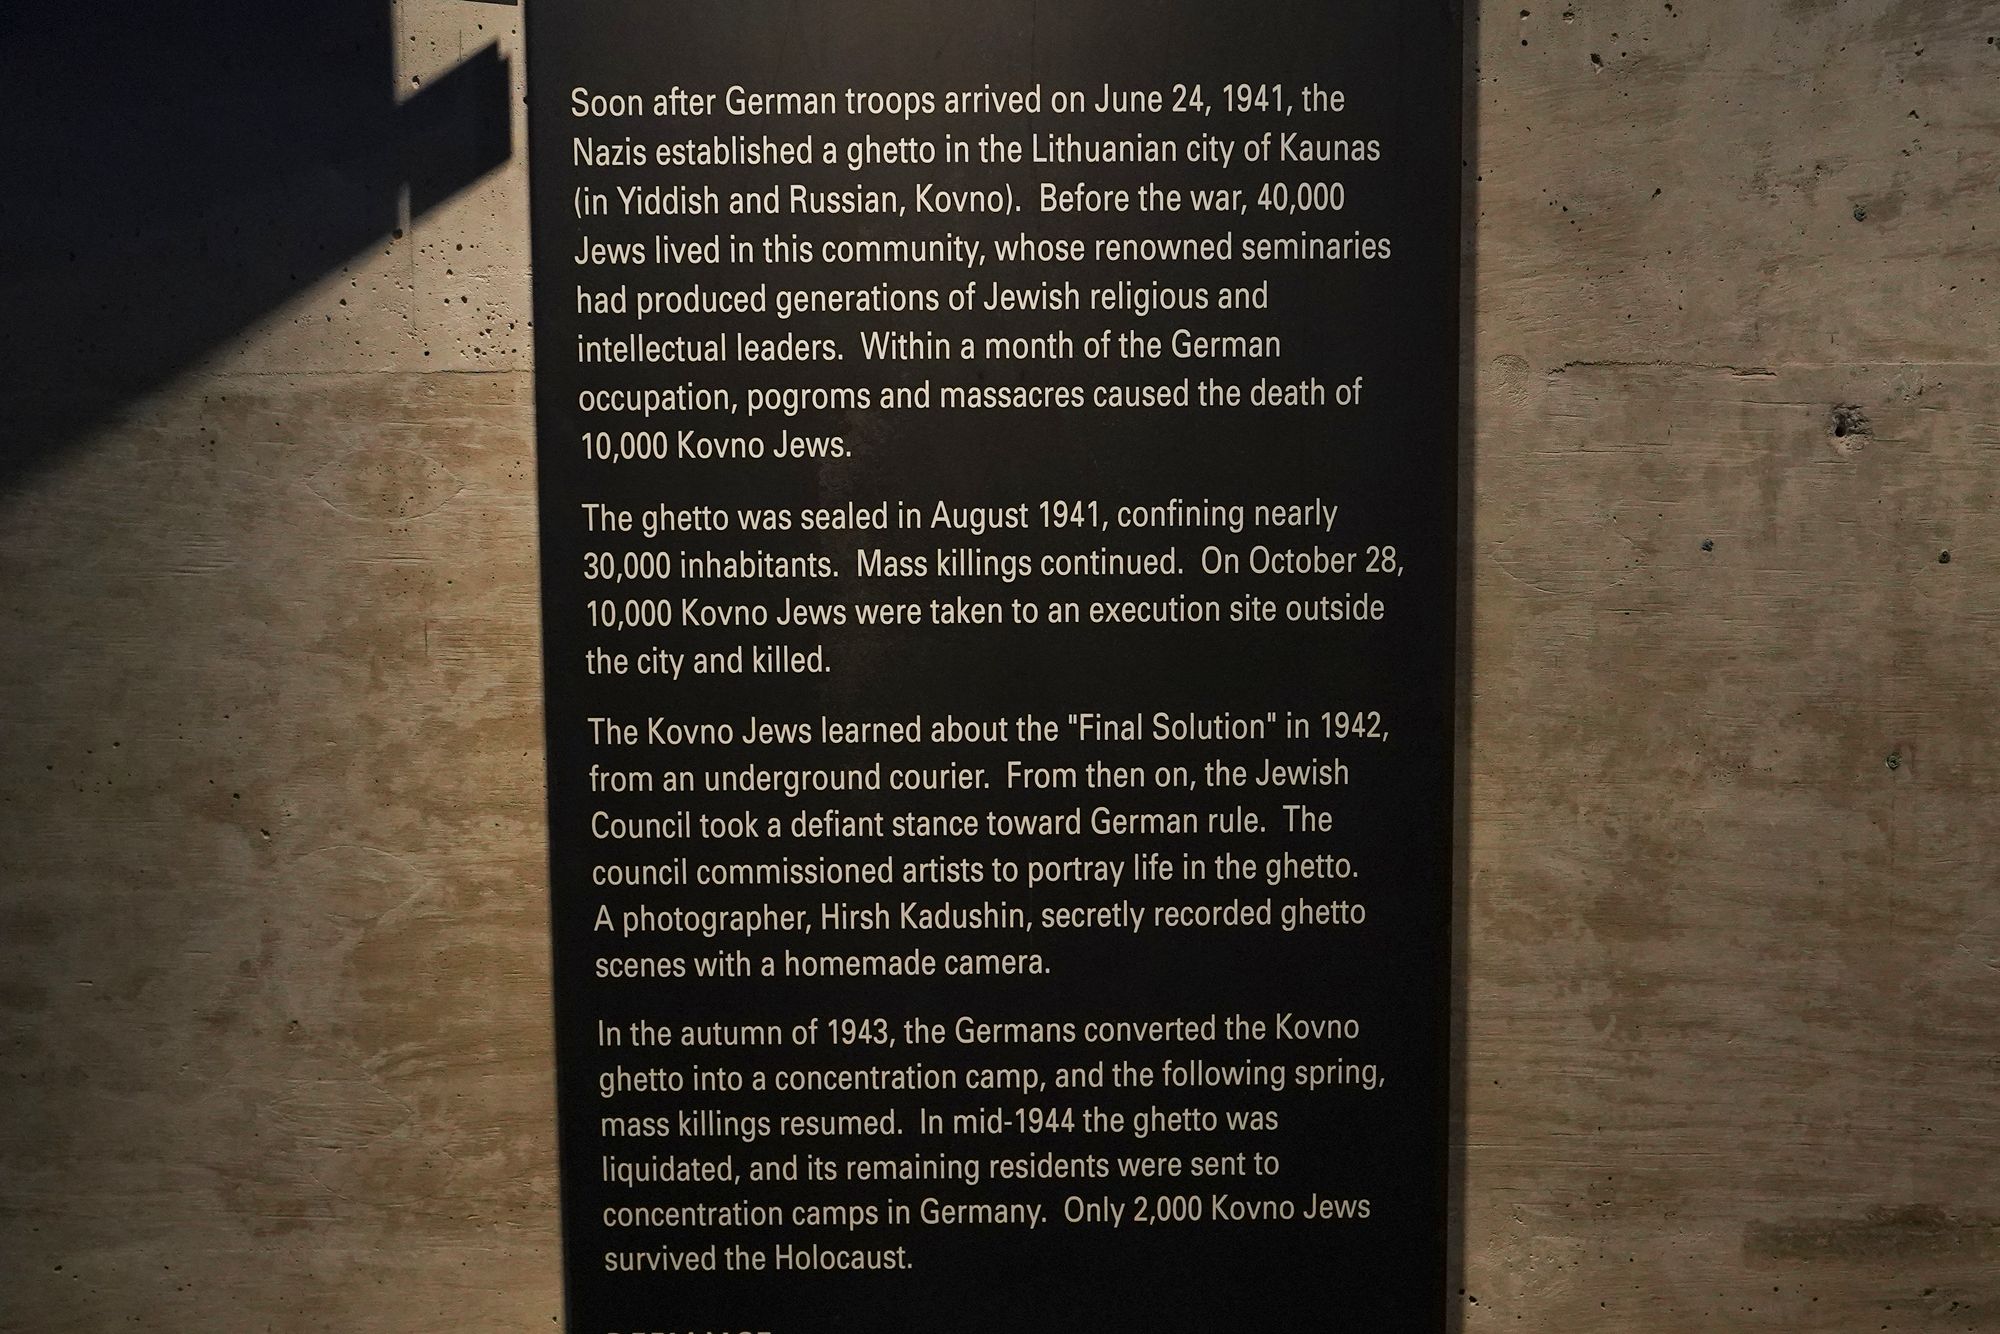 Soon after German troops arrived on June 24, 1941, the
Nazis established a ghetto in the Lithuanian city of Kaunas
(in Yiddish and Russian, Kovno).  Before the war, 40,000
Jews lived in this community, whose renowned seminaries
had produced generations of Jewish religious and
intellectual leaders.  Within a month of the German
occupation, pogroms and massacres caused the death of
10,000 Kovno Jews.
The ghetto was sealed in August 1941, confining nearly
30,000 inhabitants.  Mass killings continued.  On October 28,
10,000 Kovno Jews were taken to an execution site outside
the city and killed.
The Kovno Jews learned about the "Final Solution" in 1942,
from an underground courier.  From then on, the Jewish
Council took a defiant stance toward German rule.  The
council commissioned artists to portray life in the ghetto.
A photographer, Hirsh Kadushin, secretly recorded ghetto
scenes with a homemade camera.
In the autumn of 1943, the Germans converted the Kovno
ghetto into a concentration camp, and the following spring,
mass killings resumed.  In mid-1944 the ghetto was
liquidated, and its remaining residents were sent to
concentration camps in Germany.  Only 2,000 Kovno Jews
survived the Holocaust.